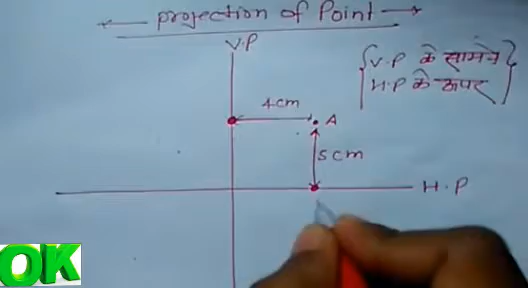 projection of Point
V.P
{V.P के सामने}
H.P के ऊपर
4cm
A
5cm
H.P
OK